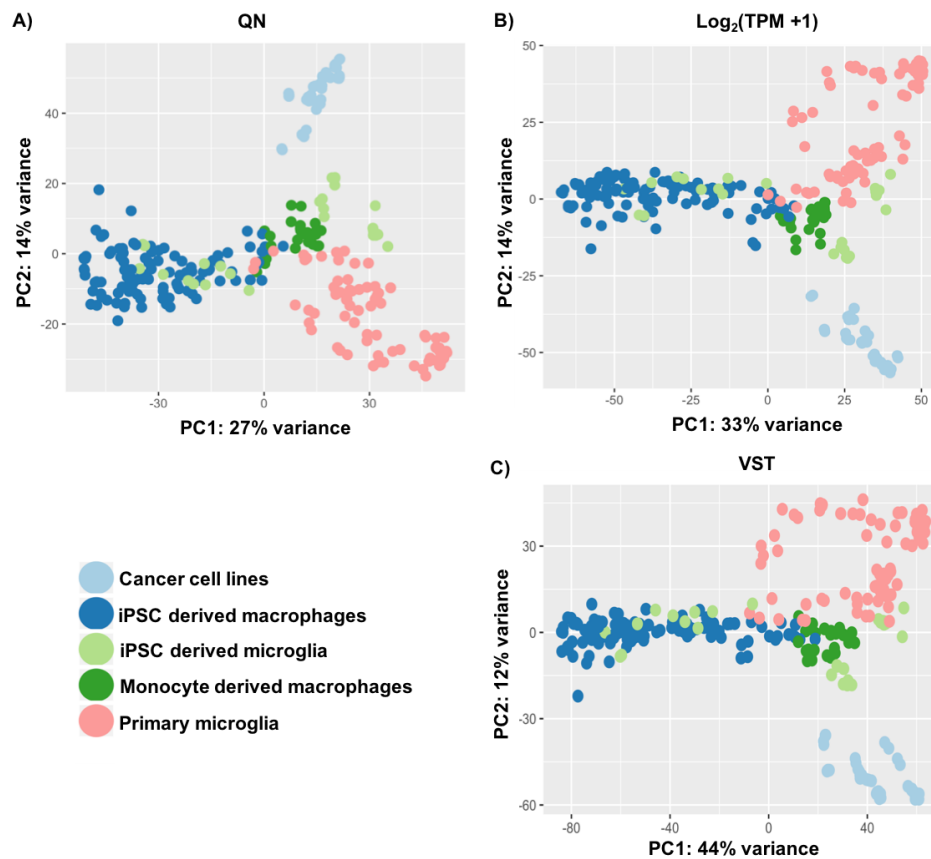 A)
QN
PC2: 14% variance
40
20
0
-20
-30
0
30
PC1: 27% variance
B)
Log₂(TPM +1)
PC2: 14% variance
50
25
0
-25
-50
-50
-25
0
25
50
PC1: 33% variance
C)
VST
PC2: 12% variance
30
0
-30
-60
-80
-40
0
40
PC1: 44% variance
Cancer cell lines
iPSC derived macrophages
iPSC derived microglia
Monocyte derived macrophages
Primary microglia